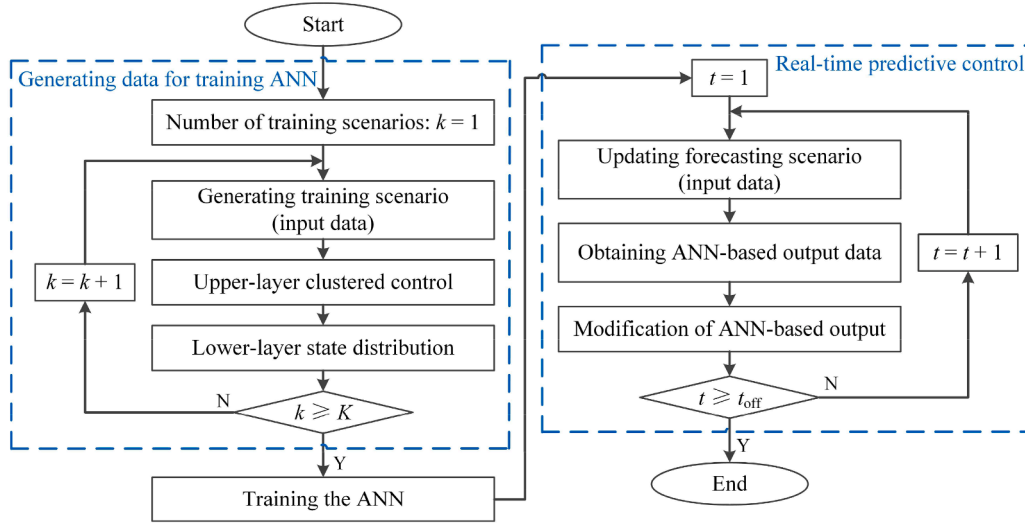 Start
Generating data for training ANN
Number of training scenarios: k = 1
Generating training scenario
(input data)
Upper-layer clustered control
k = k + 1
Lower-layer state distribution
N
k ⩾ K
Y
Training the ANN
Real-time predictive control
t = 1
Updating forecasting scenario
(input data)
Obtaining ANN-based output data
t = t + 1
Modification of ANN-based output
N
t ⩾ t_off
Y
End